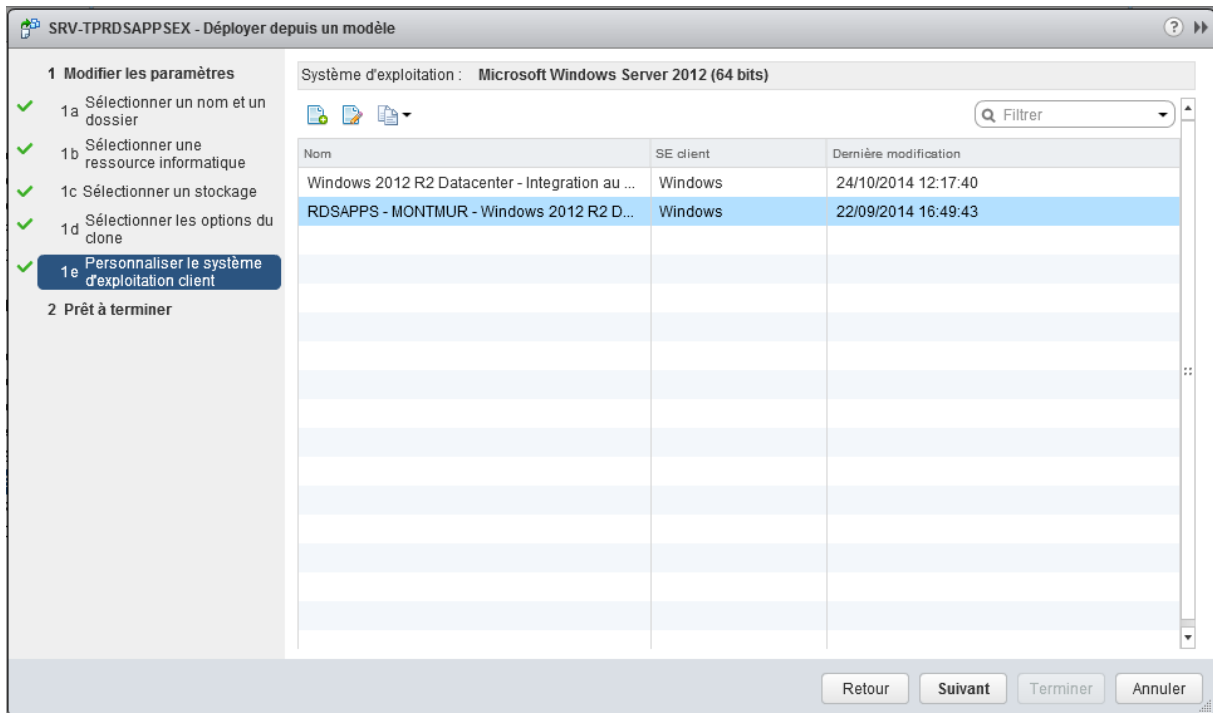 SRV-TPRDSAPPSEX - Déployer depuis un modèle
1 Modifier les paramètres
1a Sélectionner un nom et un
dossier
1b Sélectionner une
ressource informatique
1c Sélectionner un stockage
1d Sélectionner les options du
clone
1e Personnaliser le système
d'exploitation client
2 Prêt à terminer
Système d'exploitation : Microsoft Windows Server 2012 (64 bits)
Filtrer
Nom SE client Dernière modification
Windows 2012 R2 Datacenter - Integration au ... Windows 24/10/2014 12:17:40
RDSAPPS - MONTMUR - Windows 2012 R2 D... Windows 22/09/2014 16:49:43
Retour Suivant Terminer Annuler